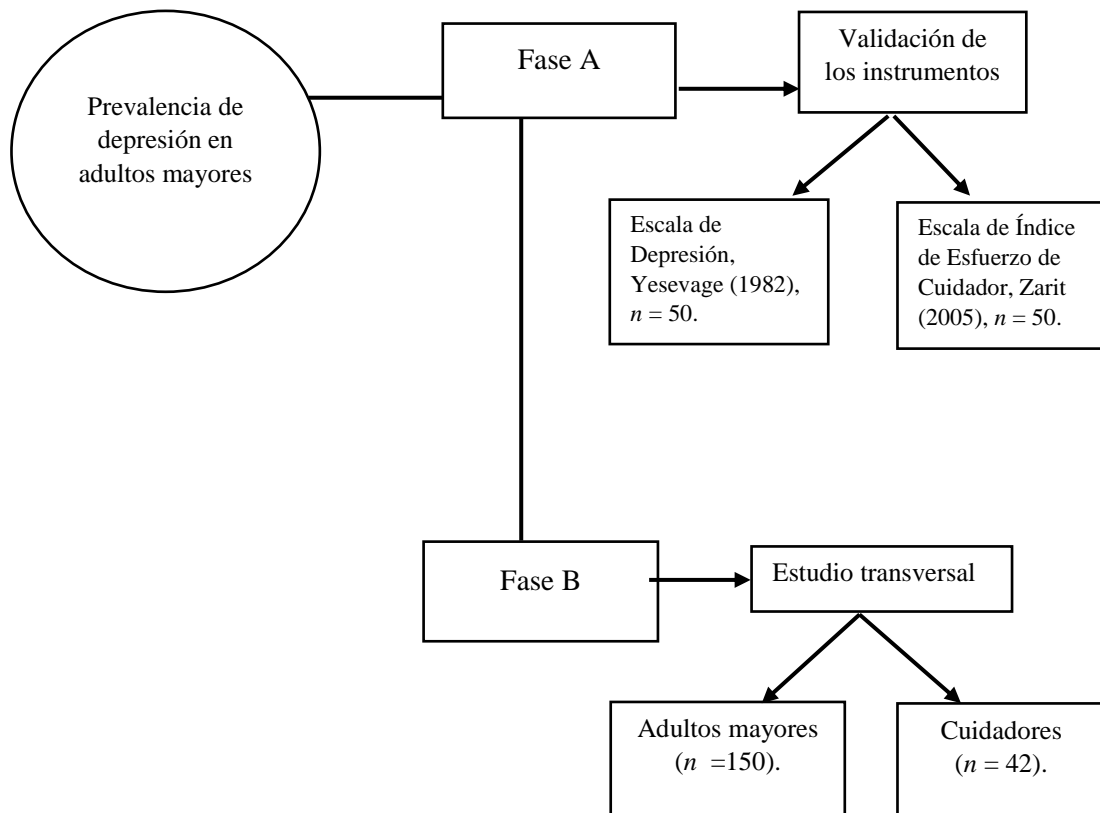 Prevalencia de
depresión en
adultos mayores
Fase A
Validación de
los instrumentos
Escala de
Depresión,
Yesevage (1982),
n = 50.
Escala de Índice
de Esfuerzo de
Cuidador, Zarit
(2005), n = 50.
Fase B
Estudio transversal
Adultos mayores
(n =150).
Cuidadores
(n = 42).